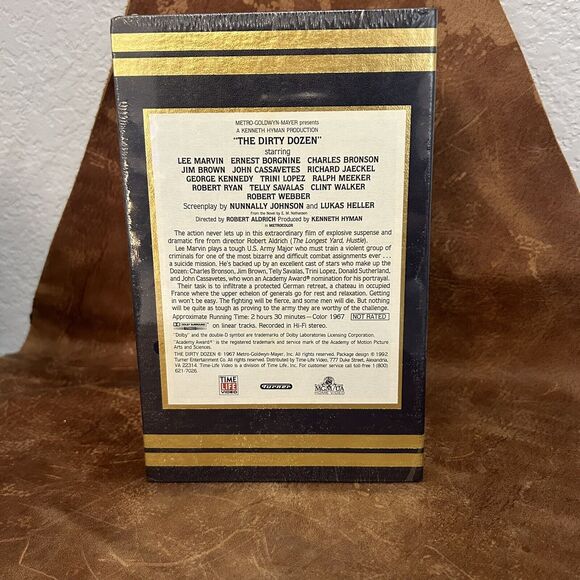 METRO-GOLDWYN-MAYER presents
A KENNETH HYMAN PRODUCTION
"THE DIRTY DOZEN"
starring
LEE MARVIN ERNEST BORGNINE CHARLES BRONSON
JIM BROWN JOHN CASSAVETES RICHARD JAECKEL
GEORGE KENNEDY TRINI LOPEZ RALPH MEEKER
ROBERT RYAN TELLY SAVALAS CLINT WALKER
ROBERT WEBBER
Screenplay by NUNNALLY JOHNSON and LUKAS HELLER
From the Novel by E. M. Nathanson
Directed by ROBERT ALDRICH Produced by KENNETH HYMAN
in METROCOLOR
The action never lets up in this extraordinary film of explosive suspense and
dramatic fire from director Robert Aldrich (The Longest Yard, Hustle).
Lee Marvin plays a tough U.S. Army Major who must train a violent group of
criminals for one of the most bizarre and difficult combat assignments ever . . .
a suicide mission. He's backed up by an excellent cast of stars who make up the
Dozen: Charles Bronson, Jim Brown, Telly Savalas, Trini Lopez, Donald Sutherland,
and John Cassavetes, who won an Academy Award® nomination for his portrayal.
Their task is to infiltrate a protected German retreat, a chateau in occupied
France where the upper echelon of generals go for rest and relaxation. Getting
in won't be easy. The fighting will be fierce, and some men will die. But nothing
will be quite as tough as proving to the army they are worthy of the challenge.
Approximate Running Time: 2 hours 30 minutes—Color 1967 NOT RATED
DOLBY SURROUND on linear tracks. Recorded in Hi-Fi stereo.
"Dolby" and the double-D symbol are trademarks of Dolby Laboratories Licensing Corporation.
"Academy Award® is the registered trademark and service mark of the Academy of Motion Picture
Arts and Sciences.
THE DIRTY DOZEN © 1967 Metro-Goldwyn-Mayer, Inc. All rights reserved. Package design © 1992
Turner Entertainment Co. All rights reserved. Distributed by Time-Life Video, 777 Duke Street, Alexandria,
VA 22314. Time-Life Video is a division of Time Life, Inc. For customer service call toll-free 1 (800)
621-7026.
TIME LIFE VIDEO
Turner
MGM/UA
HOME VIDEO